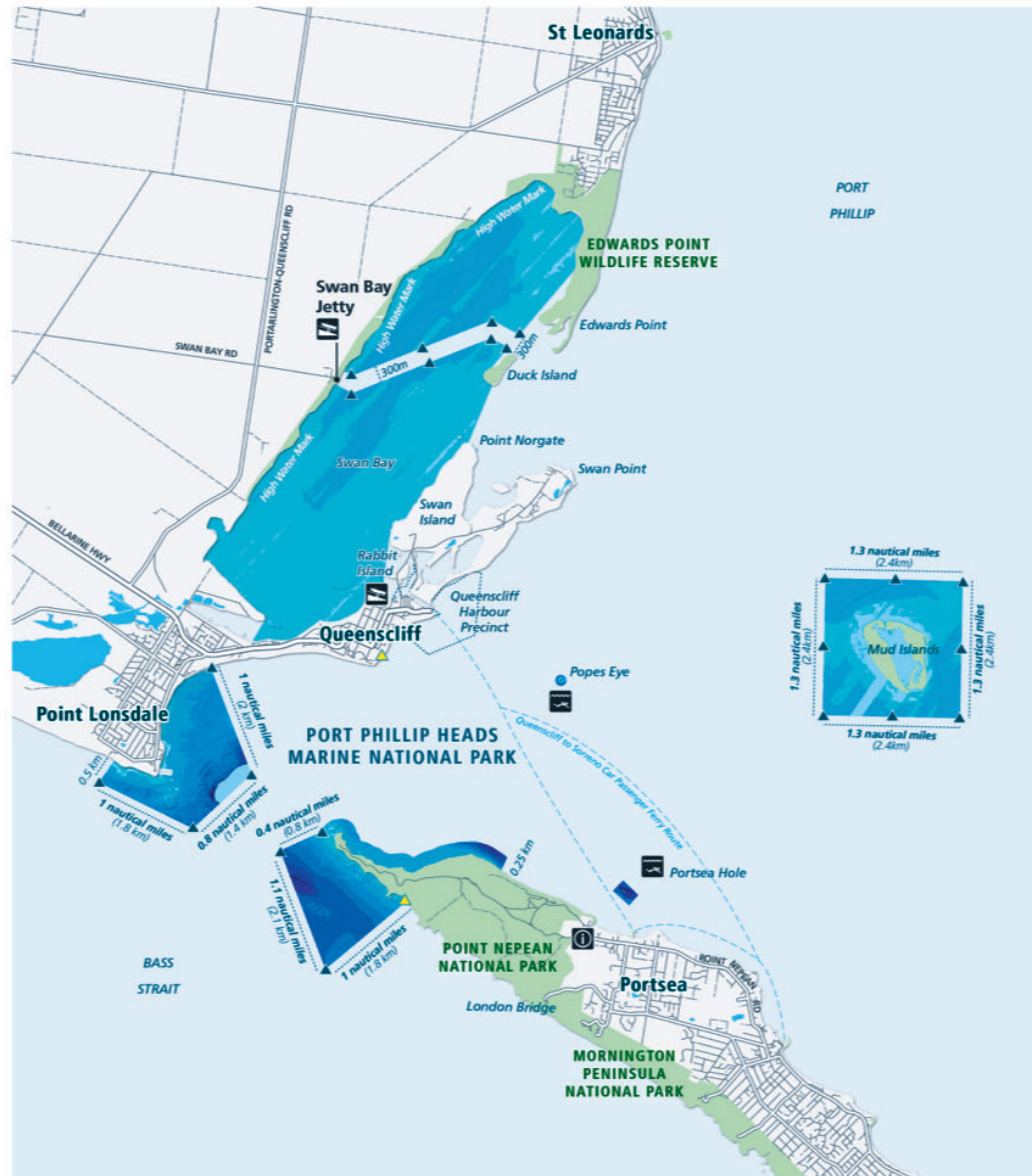 St Leonards
PORT
PHILLIP
High Water Mark
EDWARDS POINT
WILDLIFE RESERVE
PORTARLINGTON-QUEENSCLIFF RD
Swan Bay
Jetty
High Water Mark
Edwards Point
SWAN BAY RD
300m
300m
Duck Island
High Water Mark
Point Norgate
Swan Bay
Swan Point
Swan
Island
BELLARINE HWY
Rabbit
Island
1.3 nautical miles
(2.4km)
Queenscliff
Harbour
Precinct
Queenscliff
1.3 nautical miles
(2.4km)
Mud Islands
1.3 nautical miles
(2.4km)
Popes Eye
1 nautical miles
(2 km)
Point Lonsdale
1.3 nautical miles
(2.4km)
PORT PHILLIP HEADS
MARINE NATIONAL PARK
Queenscliff to Sorreno Car Passenger Ferry Route
0.5 km
1 nautical miles
(1.8 km)
0.8 nautical miles
(1.4 km)
0.4 nautical miles
(0.8 km)
0.25 km
Portsea Hole
1.1 nautical miles
(2.1 km)
1 nautical miles
(1.8 km)
POINT NEPEAN
NATIONAL PARK
POINT NEPEAN RD
BASS
STRAIT
Portsea
London Bridge
MORNINGTON
PENINSULA
NATIONAL PARK